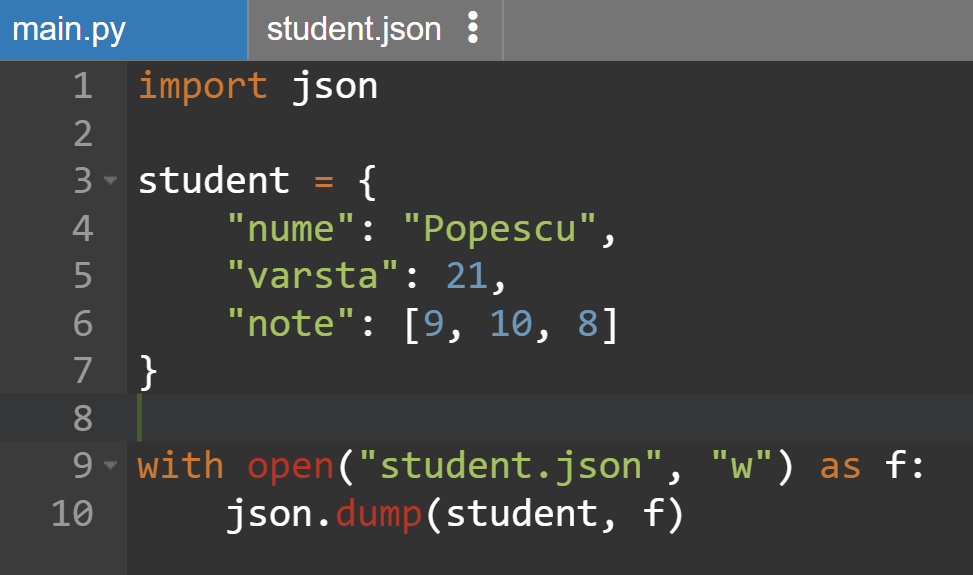 main.py student.json
1 import json
2
3 student = {
4     "nume": "Popescu",
5     "varsta": 21,
6     "note": [9, 10, 8]
7 }
8
9 with open("student.json", "w") as f:
10     json.dump(student, f)